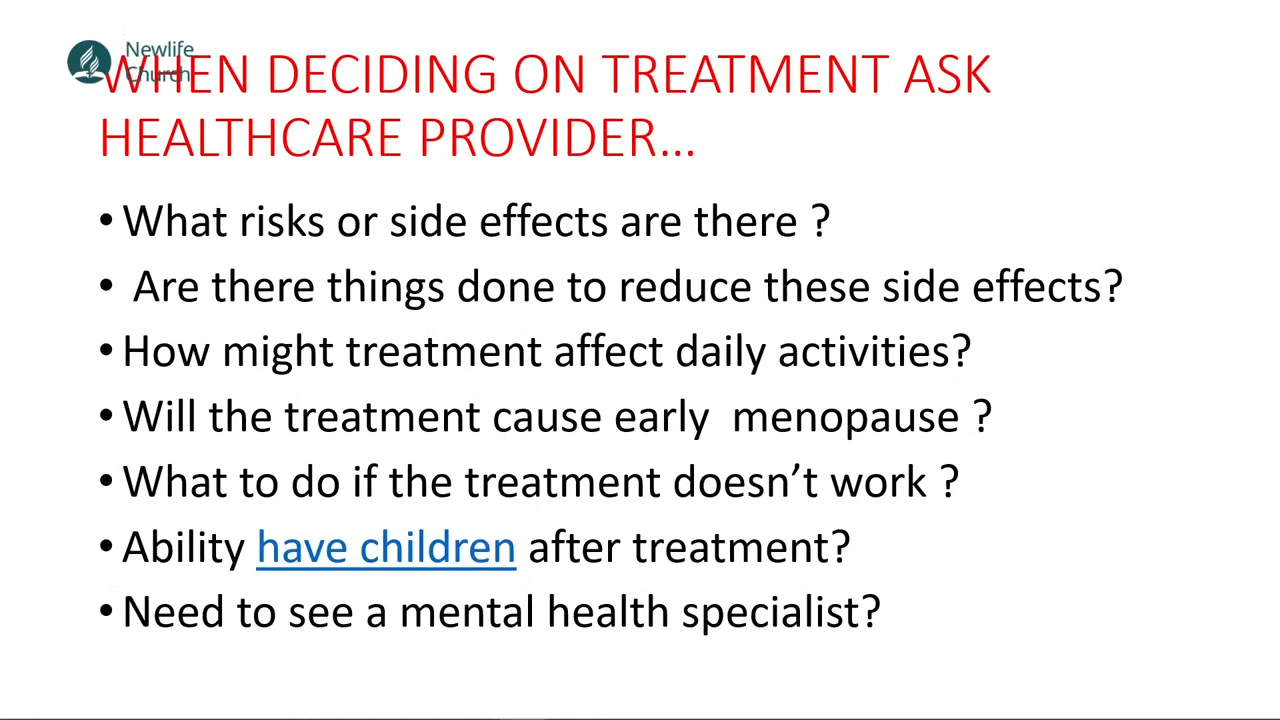 Newlife
Church
WHEN DECIDING ON TREATMENT ASK
HEALTHCARE PROVIDER…
• What risks or side effects are there ?
• Are there things done to reduce these side effects?
• How might treatment affect daily activities?
• Will the treatment cause early  menopause ?
• What to do if the treatment doesn’t work ?
• Ability have children after treatment?
• Need to see a mental health specialist?